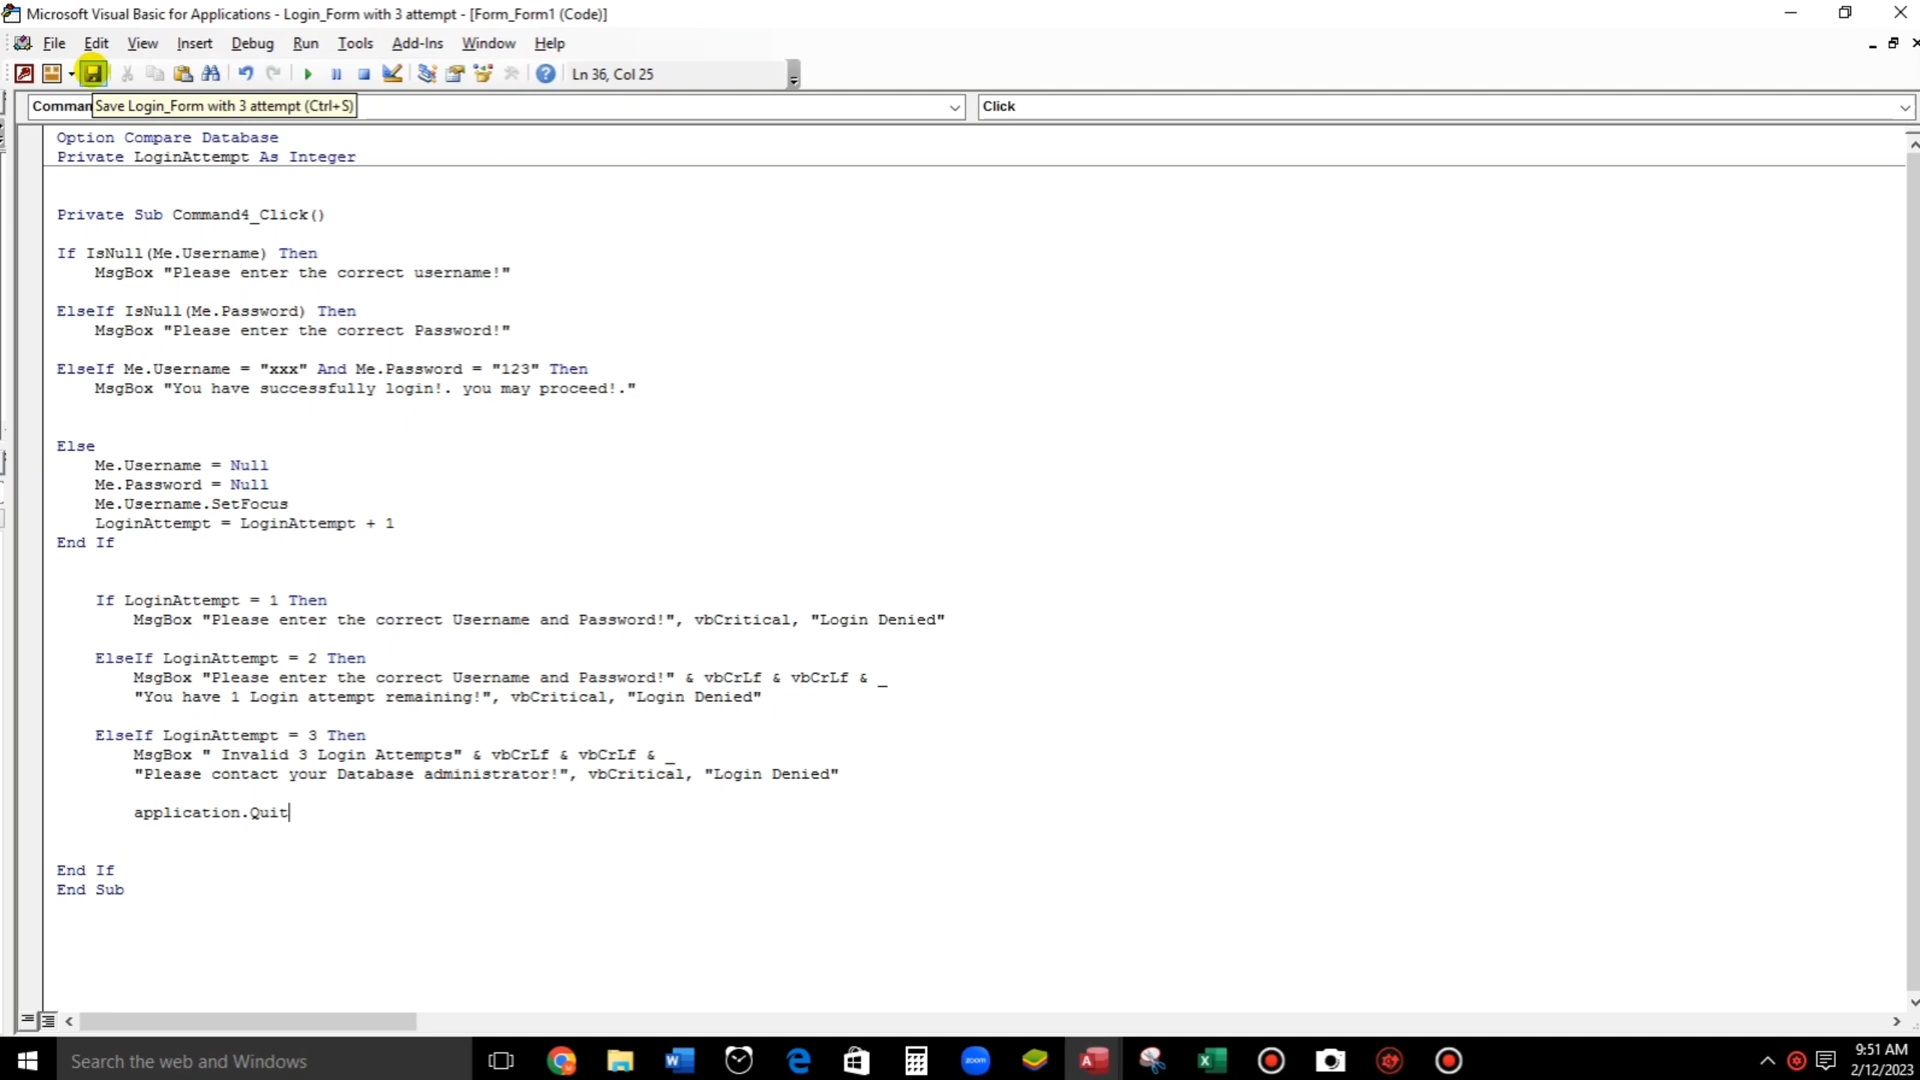 Microsoft Visual Basic for Applications - Login_Form with 3 attempt - [Form_Form1 (Code)]
File Edit View Insert Debug Run Tools Add-Ins Window Help
Ln 36, Col 25
Save Login_Form with 3 attempt (Ctrl+S)
Click
Option Compare Database
Private LoginAttempt As Integer
Private Sub Command4_Click()
If IsNull(Me.Username) Then
MsgBox "Please enter the correct username!"
ElseIf IsNull(Me.Password) Then
MsgBox "Please enter the correct Password!"
ElseIf Me.Username = "xxx" And Me.Password = "123" Then
MsgBox "You have successfully login!. you may proceed!."
Else
Me.Username = Null
Me.Password = Null
Me.Username.SetFocus
LoginAttempt = LoginAttempt + 1
End If
If LoginAttempt = 1 Then
MsgBox "Please enter the correct Username and Password!", vbCritical, "Login Denied"
ElseIf LoginAttempt = 2 Then
MsgBox "Please enter the correct Username and Password!" & vbCrLf & vbCrLf & _
"You have 1 Login attempt remaining!", vbCritical, "Login Denied"
ElseIf LoginAttempt = 3 Then
MsgBox " Invalid 3 Login Attempts" & vbCrLf & vbCrLf & _
"Please contact your Database administrator!", vbCritical, "Login Denied"
application.Quit
End If
End Sub
Search the web and Windows
zoom
9:51 AM
2/12/2023